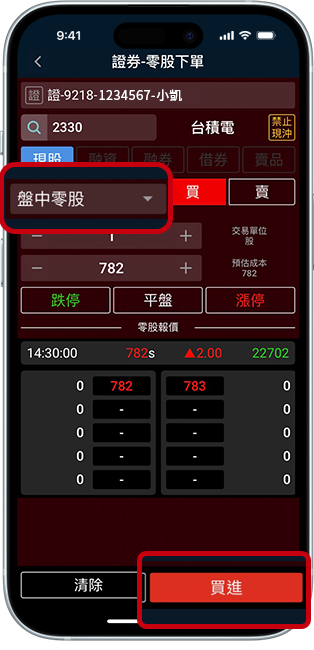 9:41
證券-零股下單
證 證-9218-1234567-小凱
2330 台積電 禁止現沖
現股 融資 融券 借券 賣品
盤中零股 買 賣
− 1 + 交易單位 股
− 782 + 預估成本 782
跌停 平盤 漲停
零股報價
14:30:00 782s ▲2.00 22702
0 782 783 0
0 - - 0
0 - - 0
0 - - 0
0 - - 0
清除 買進